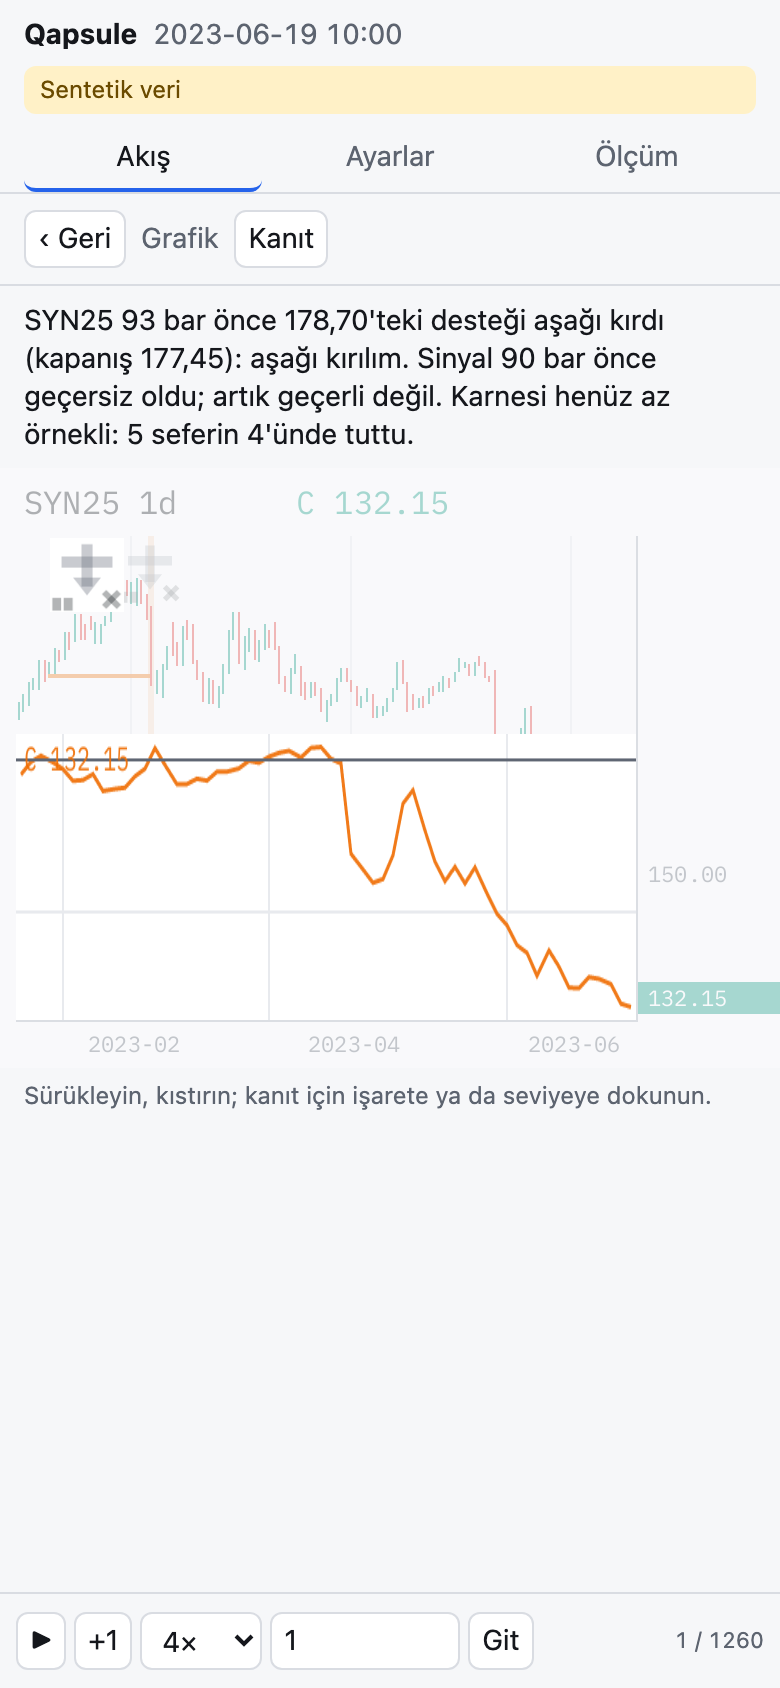 Qapsule 2023-06-19 10:00
Sentetik veri
Akış Ayarlar Ölçüm
‹ Geri Grafik Kanıt
SYN25 93 bar önce 178,70'teki desteği aşağı kırdı
(kapanış 177,45): aşağı kırılım. Sinyal 90 bar önce
geçersiz oldu; artık geçerli değil. Karnesi henüz az
örnekli: 5 seferin 4'ünde tuttu.
SYN25 1d C 132.15
C 132.15
150.00
132.15
2023-02 2023-04 2023-06
Sürükleyin, kıstırın; kanıt için işarete ya da seviyeye dokunun.
+1 4× 1 Git 1 / 1260